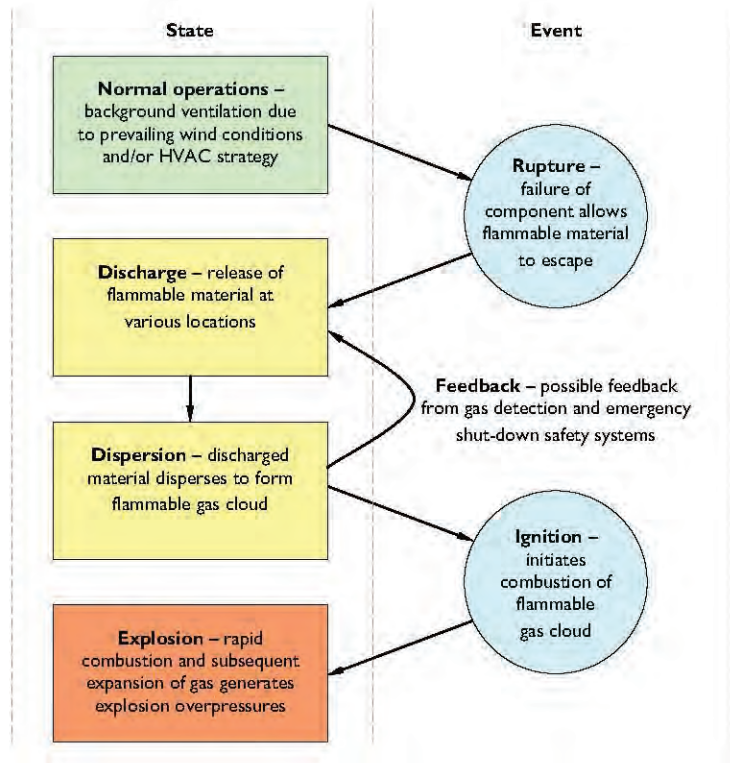 State
Event
Normal operations –
background ventilation due
to prevailing wind conditions
and/or HVAC strategy
Rupture –
failure of
component allows
flammable material
to escape
Discharge – release of
flammable material at
various locations
Feedback – possible feedback
from gas detection and emergency
shut-down safety systems
Dispersion – discharged
material disperses to form
flammable gas cloud
Ignition –
initiates
combustion of
flammable
gas cloud
Explosion – rapid
combustion and subsequent
expansion of gas generates
explosion overpressures